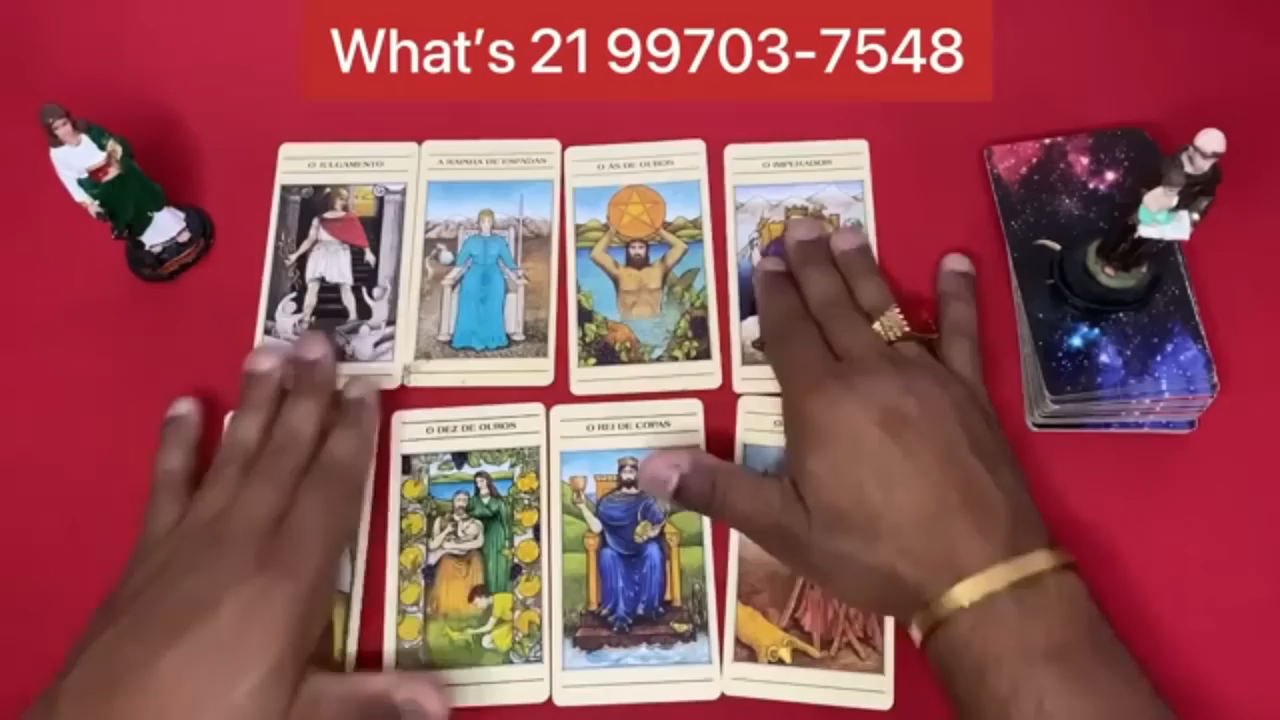 What's 21 99703-7548
O JULGAMENTO
A RAINHA DE ESPADAS
O ÁS DE OUROS
O IMPERADOR
O DEZ DE OUROS
O REI DE COPAS